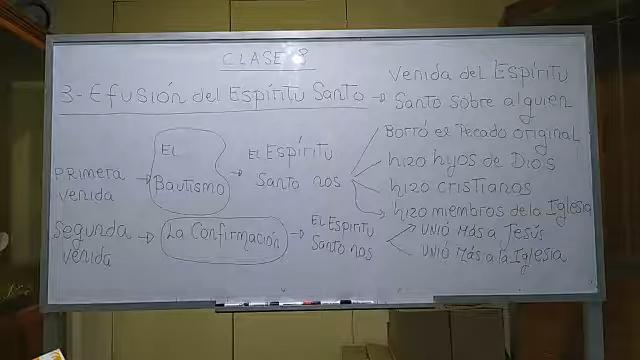 CLASE 8
3- Efusión del Espíritu Santo → Venida del Espíritu
Santo sobre alguien
Primera
venida → El
Bautismo → El Espíritu
Santo nos
Borró el Pecado original
hizo hijos de Dios
hizo cristianos
hizo miembros de la Iglesia
Segunda
venida → La Confirmación → El Espíritu
Santo nos
unió Más a Jesús
unió Más a la Iglesia